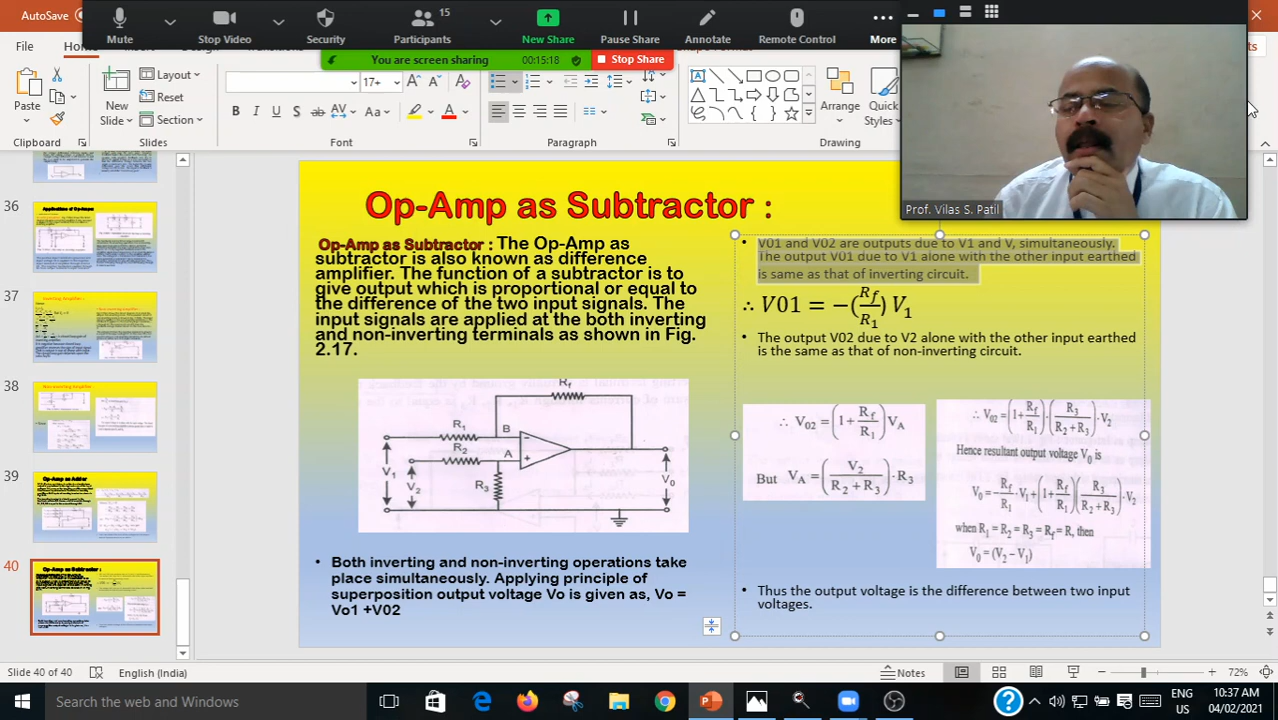 AutoSave
Mute
Stop Video
Security
15
Participants
New Share
Pause Share
Annotate
Remote Control
More
You are screen sharing
00:15:18
Stop Share
File
Paste
Clipboard
New
Slide
Layout
Reset
Section
Slides
17+
B I U S ab AV Aa A
Font
Paragraph
Arrange
Quick
Styles
Drawing
Prof. Vilas S. Patil
36
37
38
39
40
Op-Amp as Subtractor :
Op-Amp as Subtractor : The Op-Amp as
subtractor is also known as difference
amplifier. The function of a subtractor is to
give output which is proportional or equal to
the difference of the two input signals. The
input signals are applied at the both inverting
and non-inverting terminals as shown in Fig.
2.17.
Rf
R1
B
R2
A
R3
V1
V2
V0
• Both inverting and non-inverting operations take
place simultaneously. Applying principle of
superposition output voltage Vo is given as, Vo =
Vo1 +V02
• V01 and V02 are outputs due to V1 and V, simultaneously.
The output V01 due to V1 alone with the other input earthed
is same as that of inverting circuit.
∴ V01 = −(Rf/R1) V1
• The output V02 due to V2 alone with the other input earthed
is the same as that of non-inverting circuit.
∴ V02 = (1+ Rf/R1) VA
But VA = (V2/(R2+R3)) · R3
∴ V02 = (1+ Rf/R1) · (R3/(R2+R3)) · V2
Hence resultant output voltage V0 is
V0 = −Rf/R1 · V1 + (1+ Rf/R1) (R3/(R2+R3)) · V2
when R1 = R2 = R3 = Rf = R, then
V0 = (V2 − V1)
• Thus the output voltage is the difference between two input
voltages.
Slide 40 of 40
English (India)
Notes
72%
Search the Web and Windows
ENG
US
10:37 AM
04/02/2021